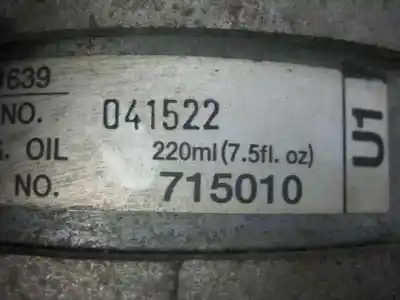 639
NO. 041522
. OIL 220ml (7.5fl. oz)
NO. 715010
U1